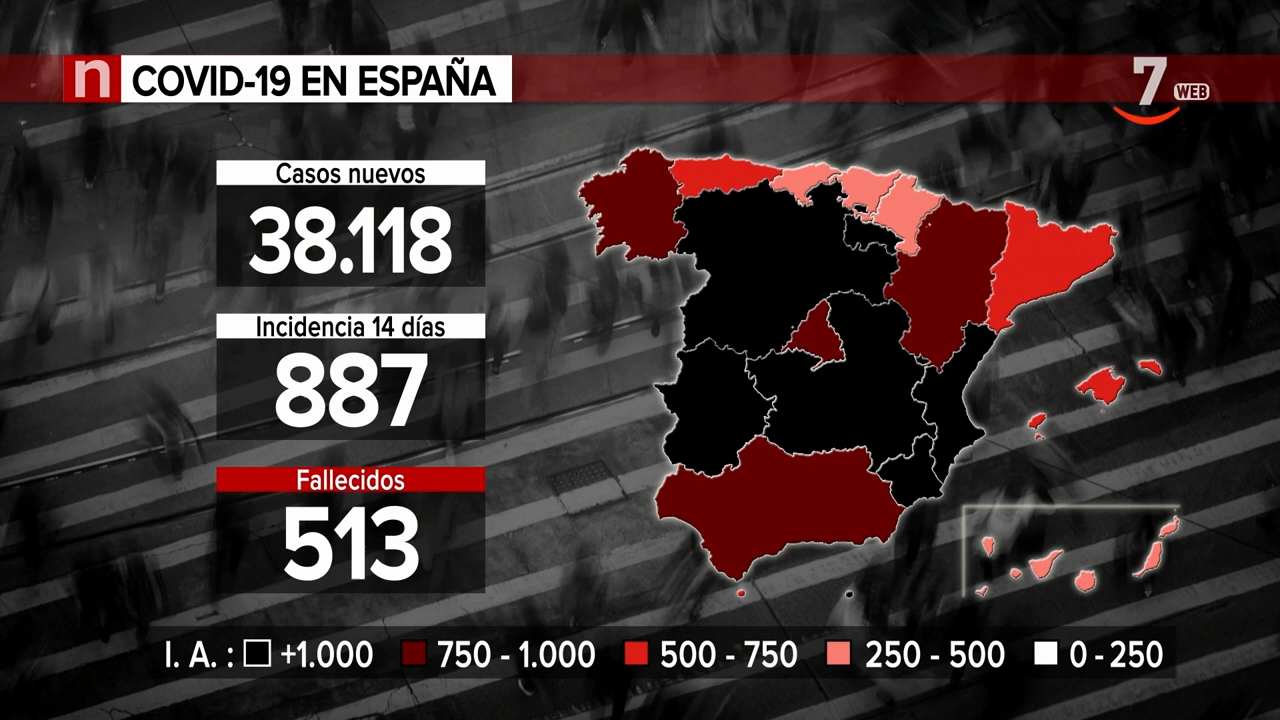 n COVID-19 EN ESPAÑA
7 WEB
Casos nuevos
38.118
Incidencia 14 días
887
Fallecidos
513
I. A. : +1.000 750 - 1.000 500 - 750 250 - 500 0 - 250